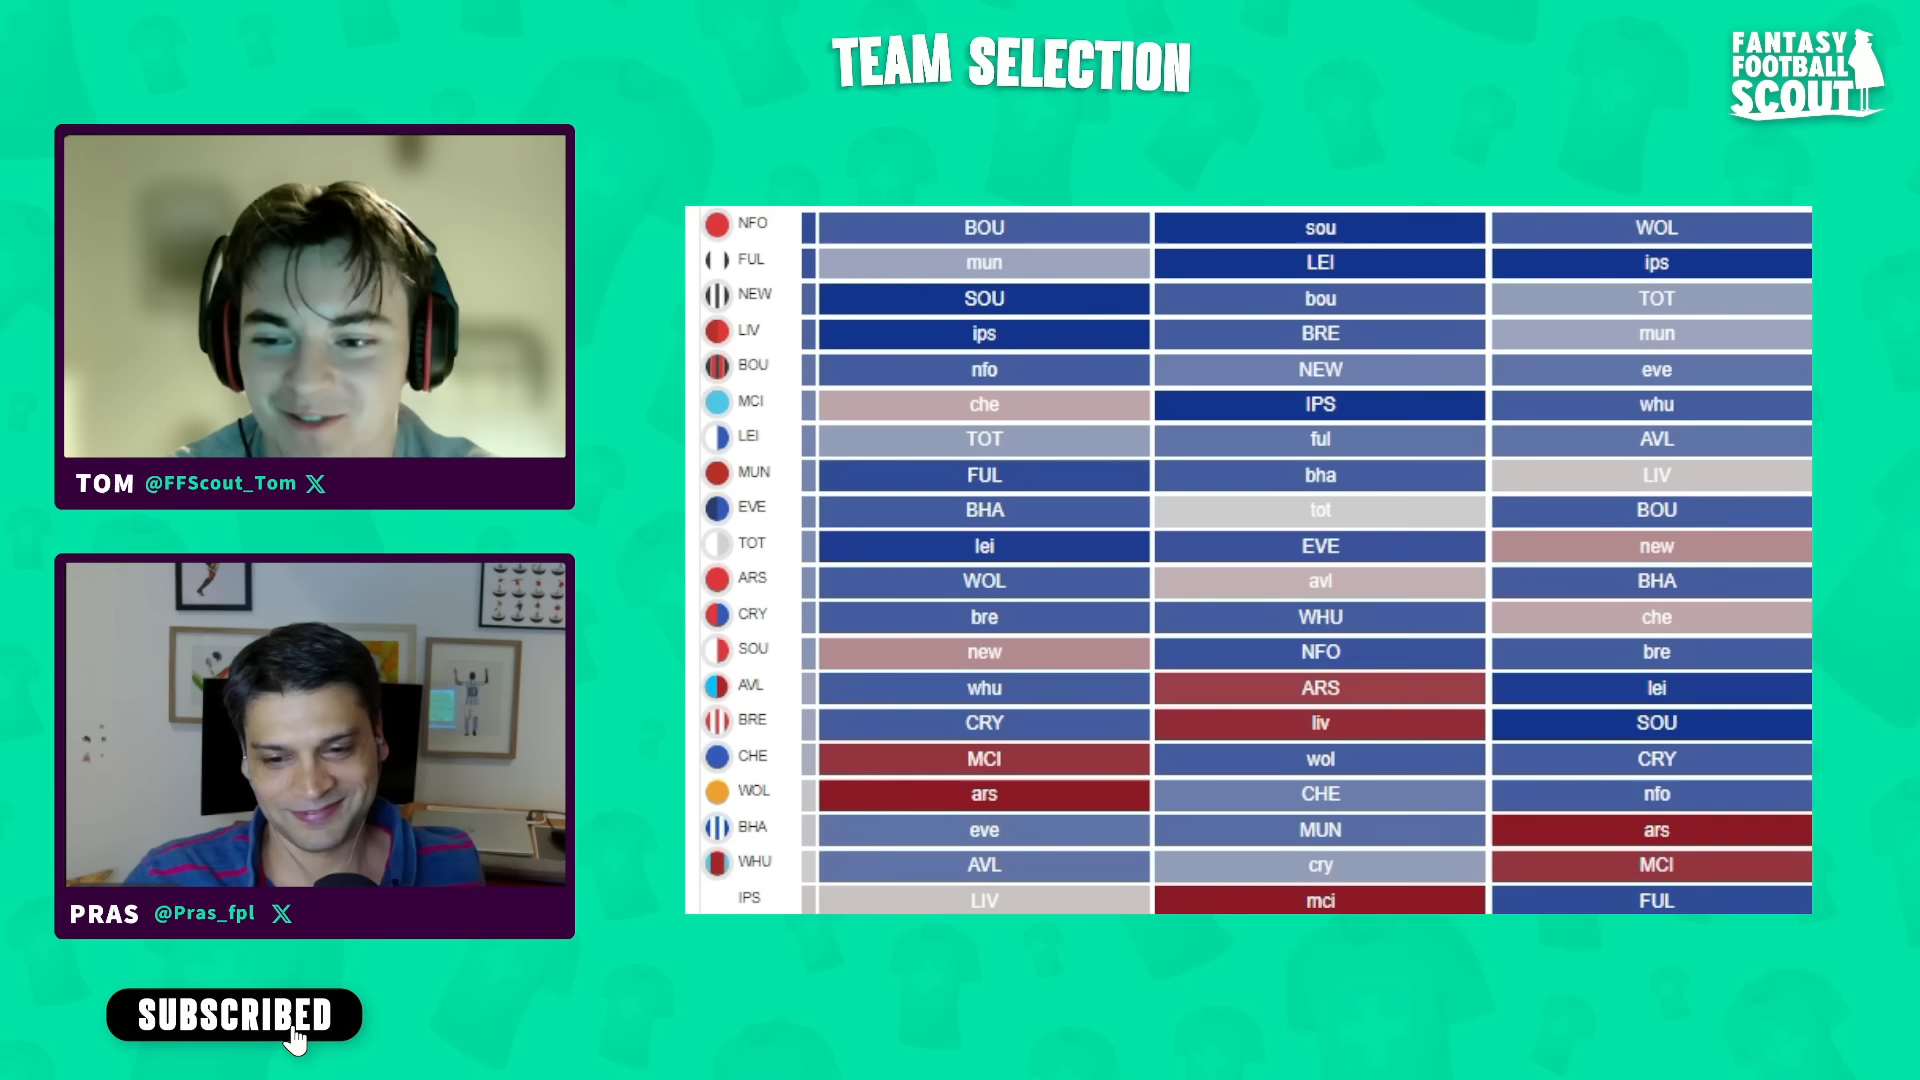 TEAM SELECTION
FANTASY
FOOTBALL
SCOUT
TOM @FFScout_Tom X
PRAS @Pras_fpl X
SUBSCRIBED
NFO BOU sou WOL
FUL mun LEI ips
NEW SOU bou TOT
LIV ips BRE mun
BOU nfo NEW eve
MCI che IPS whu
LEI TOT ful AVL
MUN FUL bha LIV
EVE BHA tot BOU
TOT lei EVE new
ARS WOL avl BHA
CRY bre WHU che
SOU new NFO bre
AVL whu ARS lei
BRE CRY liv SOU
CHE MCI wol CRY
WOL ars CHE nfo
BHA eve MUN ars
WHU AVL cry MCI
IPS LIV mci FUL